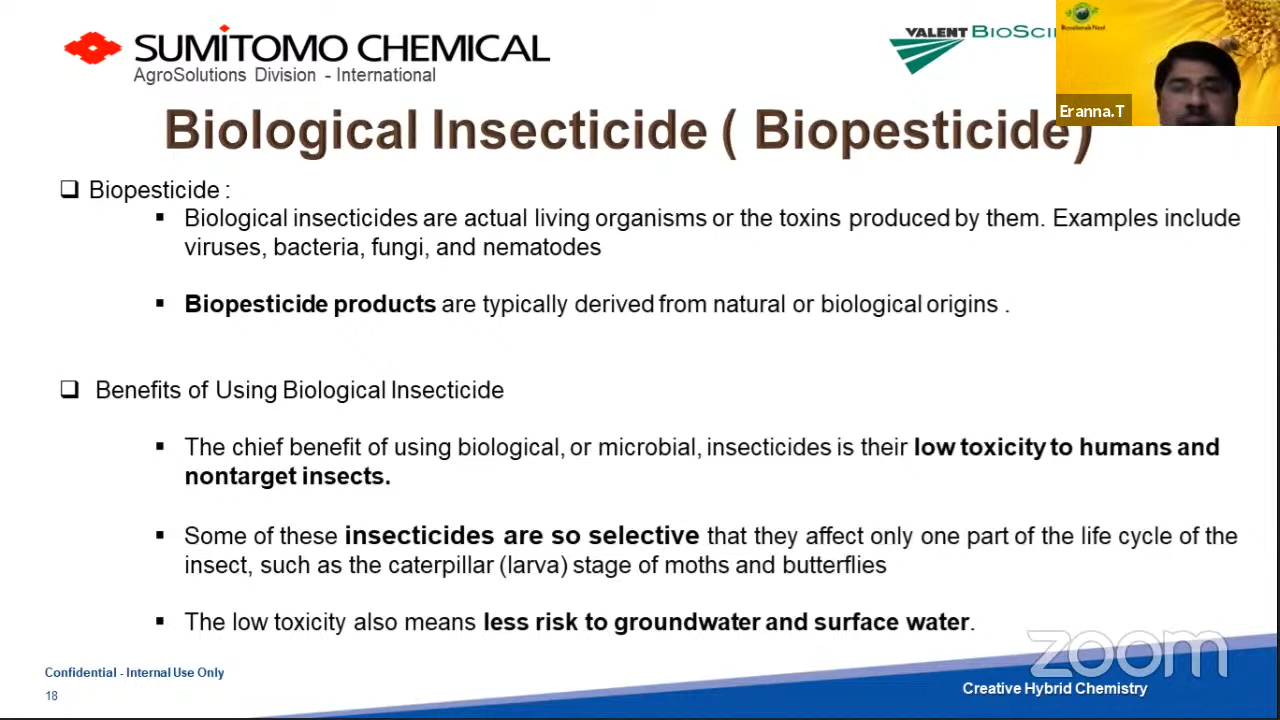 SUMITOMO CHEMICAL
AgroSolutions Division - International
VALENT
Eranna.T
Biological Insecticide ( Biopesticide)
❑ Biopesticide :
▪ Biological insecticides are actual living organisms or the toxins produced by them. Examples include
viruses, bacteria, fungi, and nematodes
▪ Biopesticide products are typically derived from natural or biological origins .
❑ Benefits of Using Biological Insecticide
▪ The chief benefit of using biological, or microbial, insecticides is their low toxicity to humans and
nontarget insects.
▪ Some of these insecticides are so selective that they affect only one part of the life cycle of the
insect, such as the caterpillar (larva) stage of moths and butterflies
▪ The low toxicity also means less risk to groundwater and surface water.
zoom
Confidential - Internal Use Only
18
Creative Hybrid Chemistry